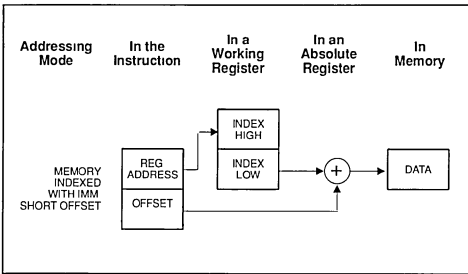 Addressing Mode
In the Instruction
In a Working Register
In an Absolute Register
In Memory
MEMORY INDEXED WITH IMM SHORT OFFSET
REG ADDRESS
OFFSET
INDEX HIGH
INDEX LOW
+
DATA